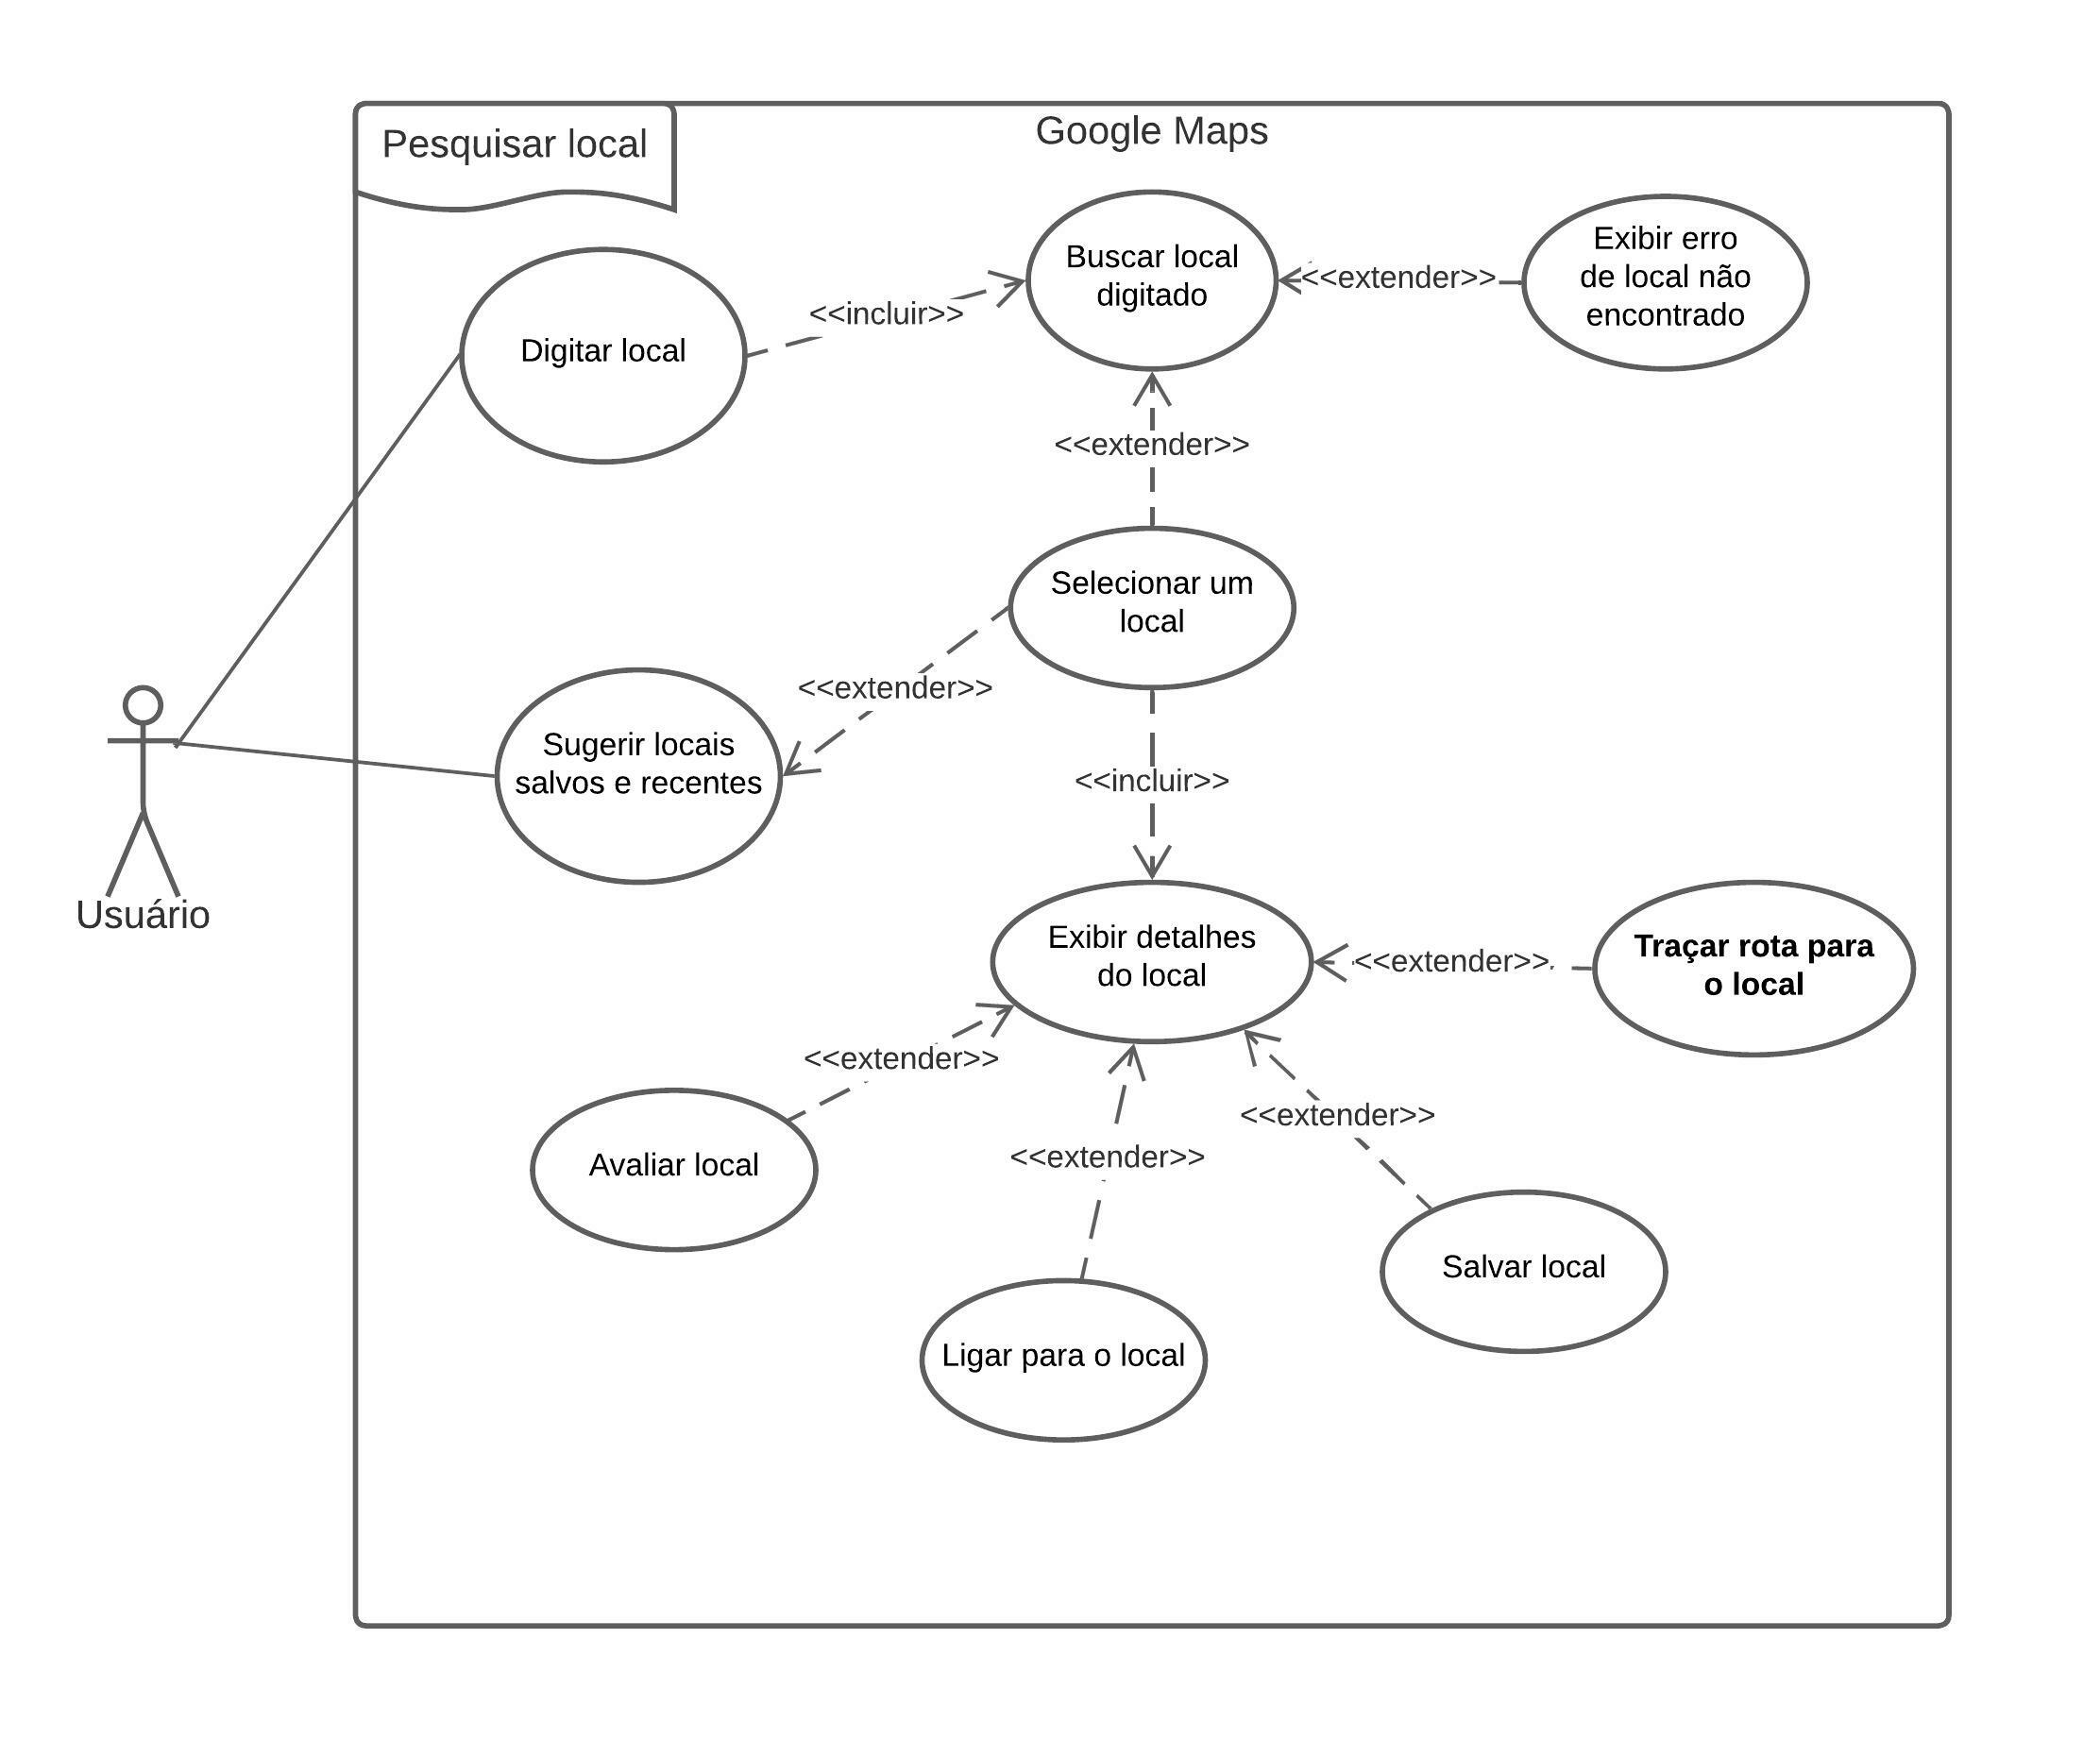 Pesquisar local
Google Maps
Buscar local
digitado
Exibir erro
de local não
encontrado
<<extender>>
<<incluir>>
Digitar local
<<extender>>
Selecionar um
local
<<extender>>
Sugerir locais
salvos e recentes
<<incluir>>
Usuário
Exibir detalhes
do local
<<extender>>
Traçar rota para
o local
<<extender>>
<<extender>>
<<extender>>
Avaliar local
Salvar local
Ligar para o local